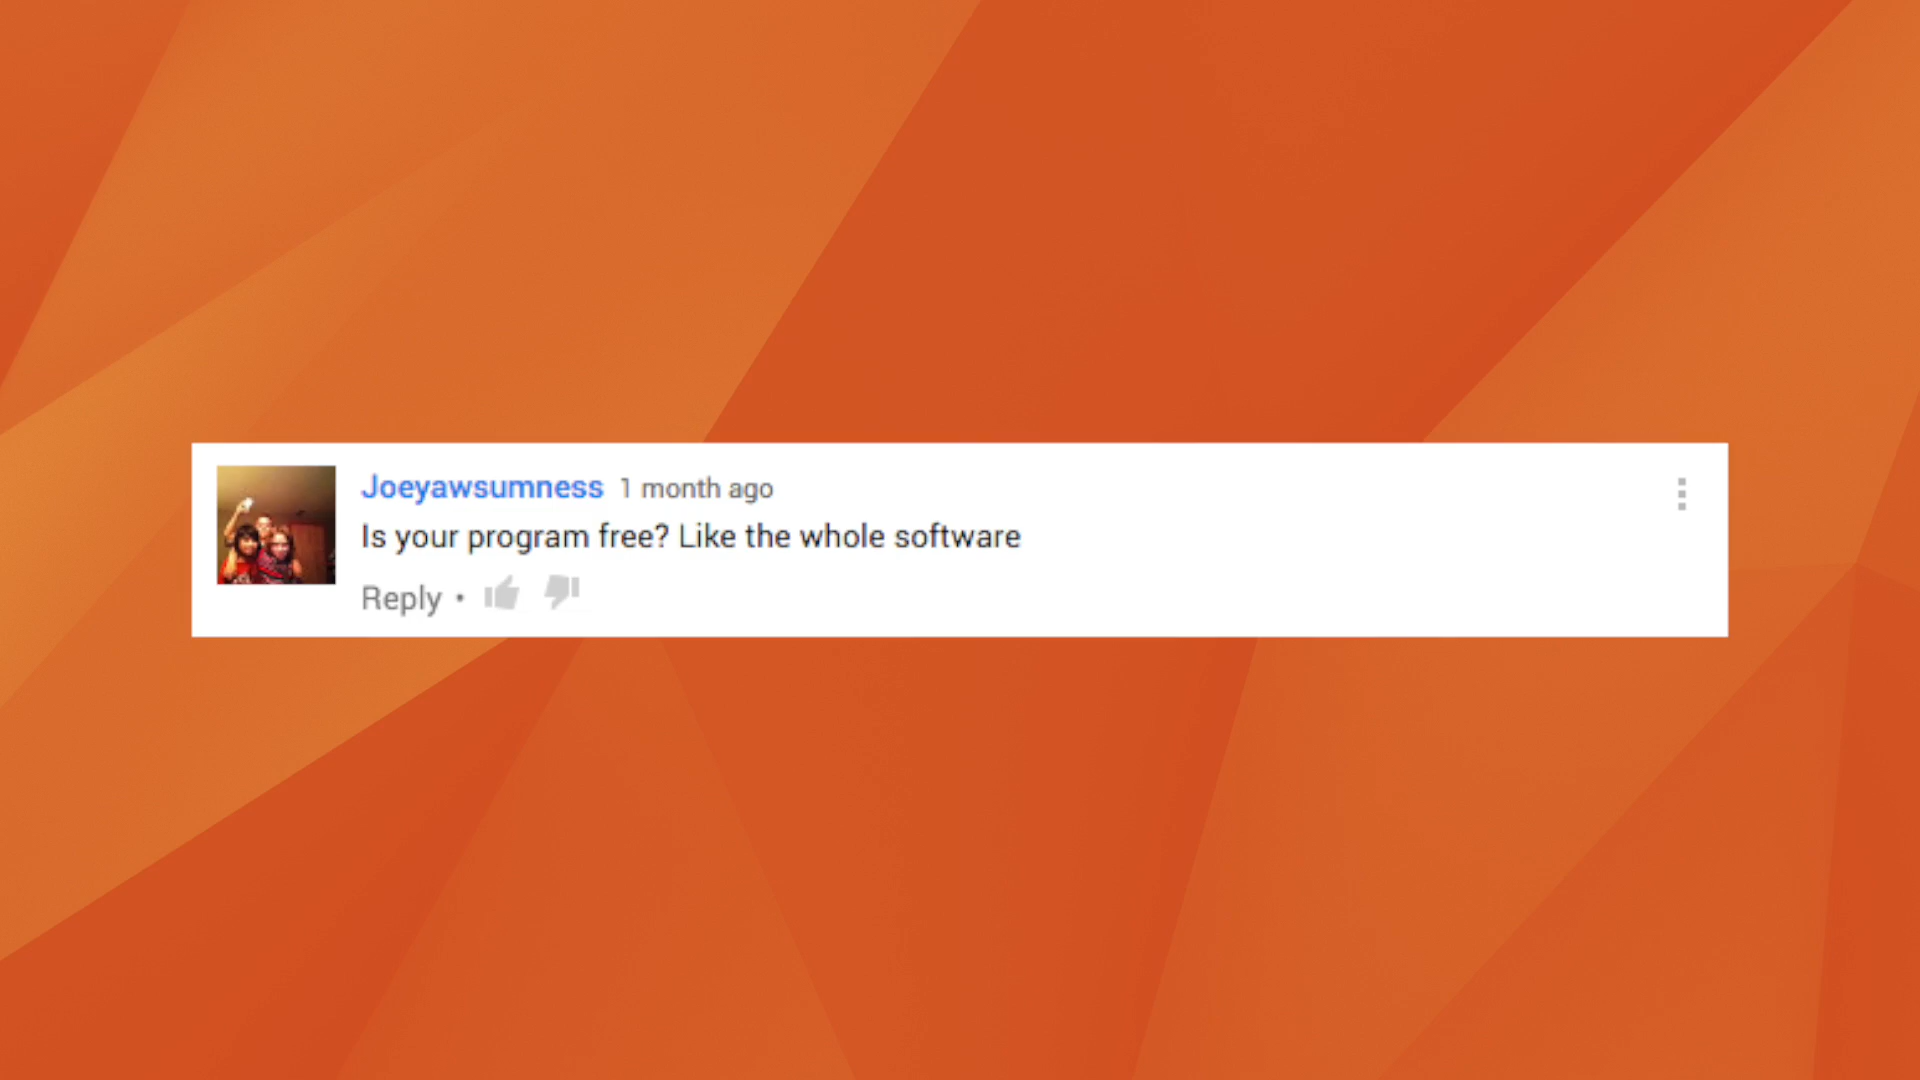 Joeyawsumness 1 month ago
Is your program free? Like the whole software
Reply •